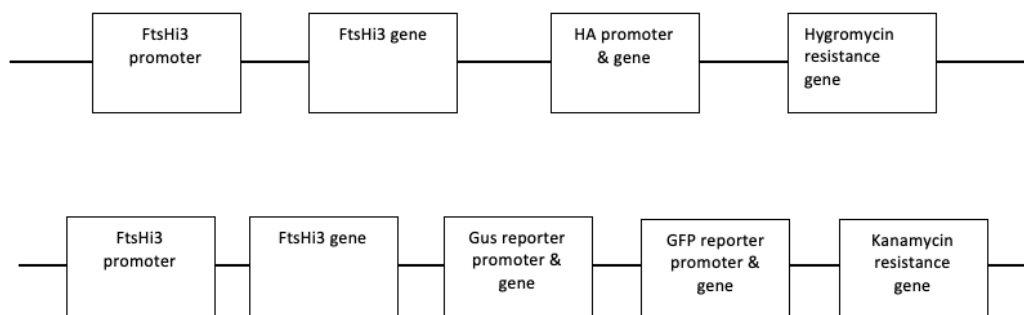 FtsHi3
promoter
FtsHi3 gene
HA promoter
& gene
Hygromycin
resistance
gene
FtsHi3
promoter
FtsHi3 gene
Gus reporter
promoter &
gene
GFP reporter
promoter &
gene
Kanamycin
resistance
gene